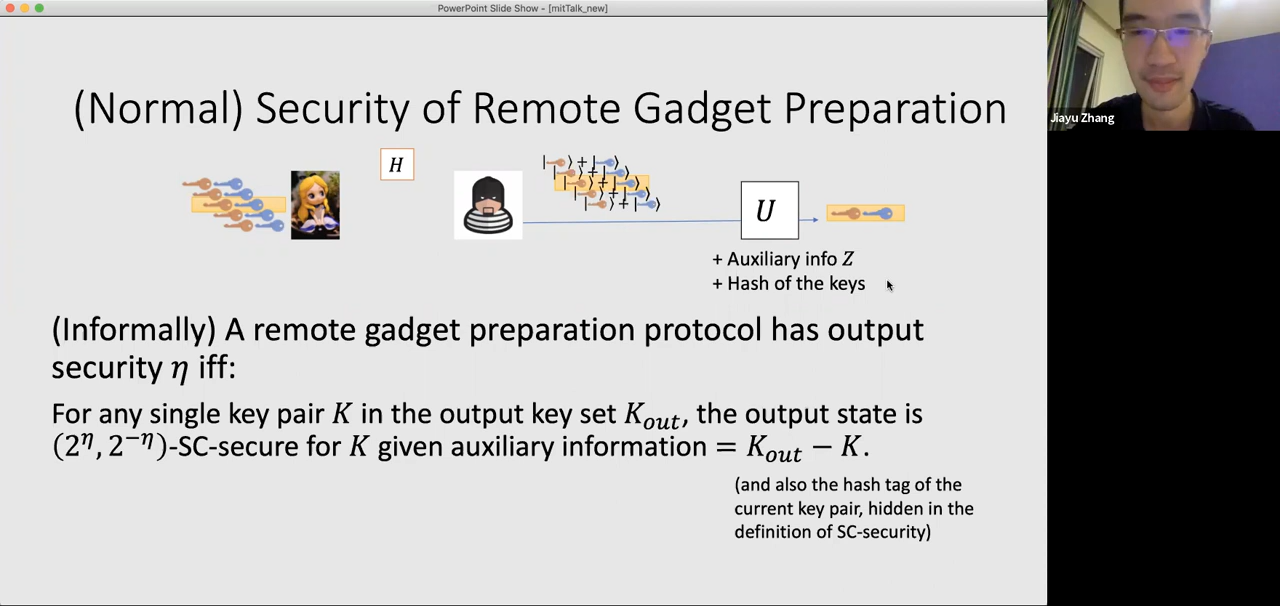 PowerPoint Slide Show - [mitTalk_new]
(Normal) Security of Remote Gadget Preparation
H
|⟩ + |⟩
|⟩ + |⟩
|⟩ + |⟩
|⟩ + |⟩
|⟩ + |⟩
U
+ Auxiliary info Z
+ Hash of the keys
(Informally) A remote gadget preparation protocol has output
security η iff:
For any single key pair K in the output key set K_out, the output state is
(2^η, 2^−η)-SC-secure for K given auxiliary information = K_out − K.
(and also the hash tag of the
current key pair, hidden in the
definition of SC-security)
Jiayu Zhang